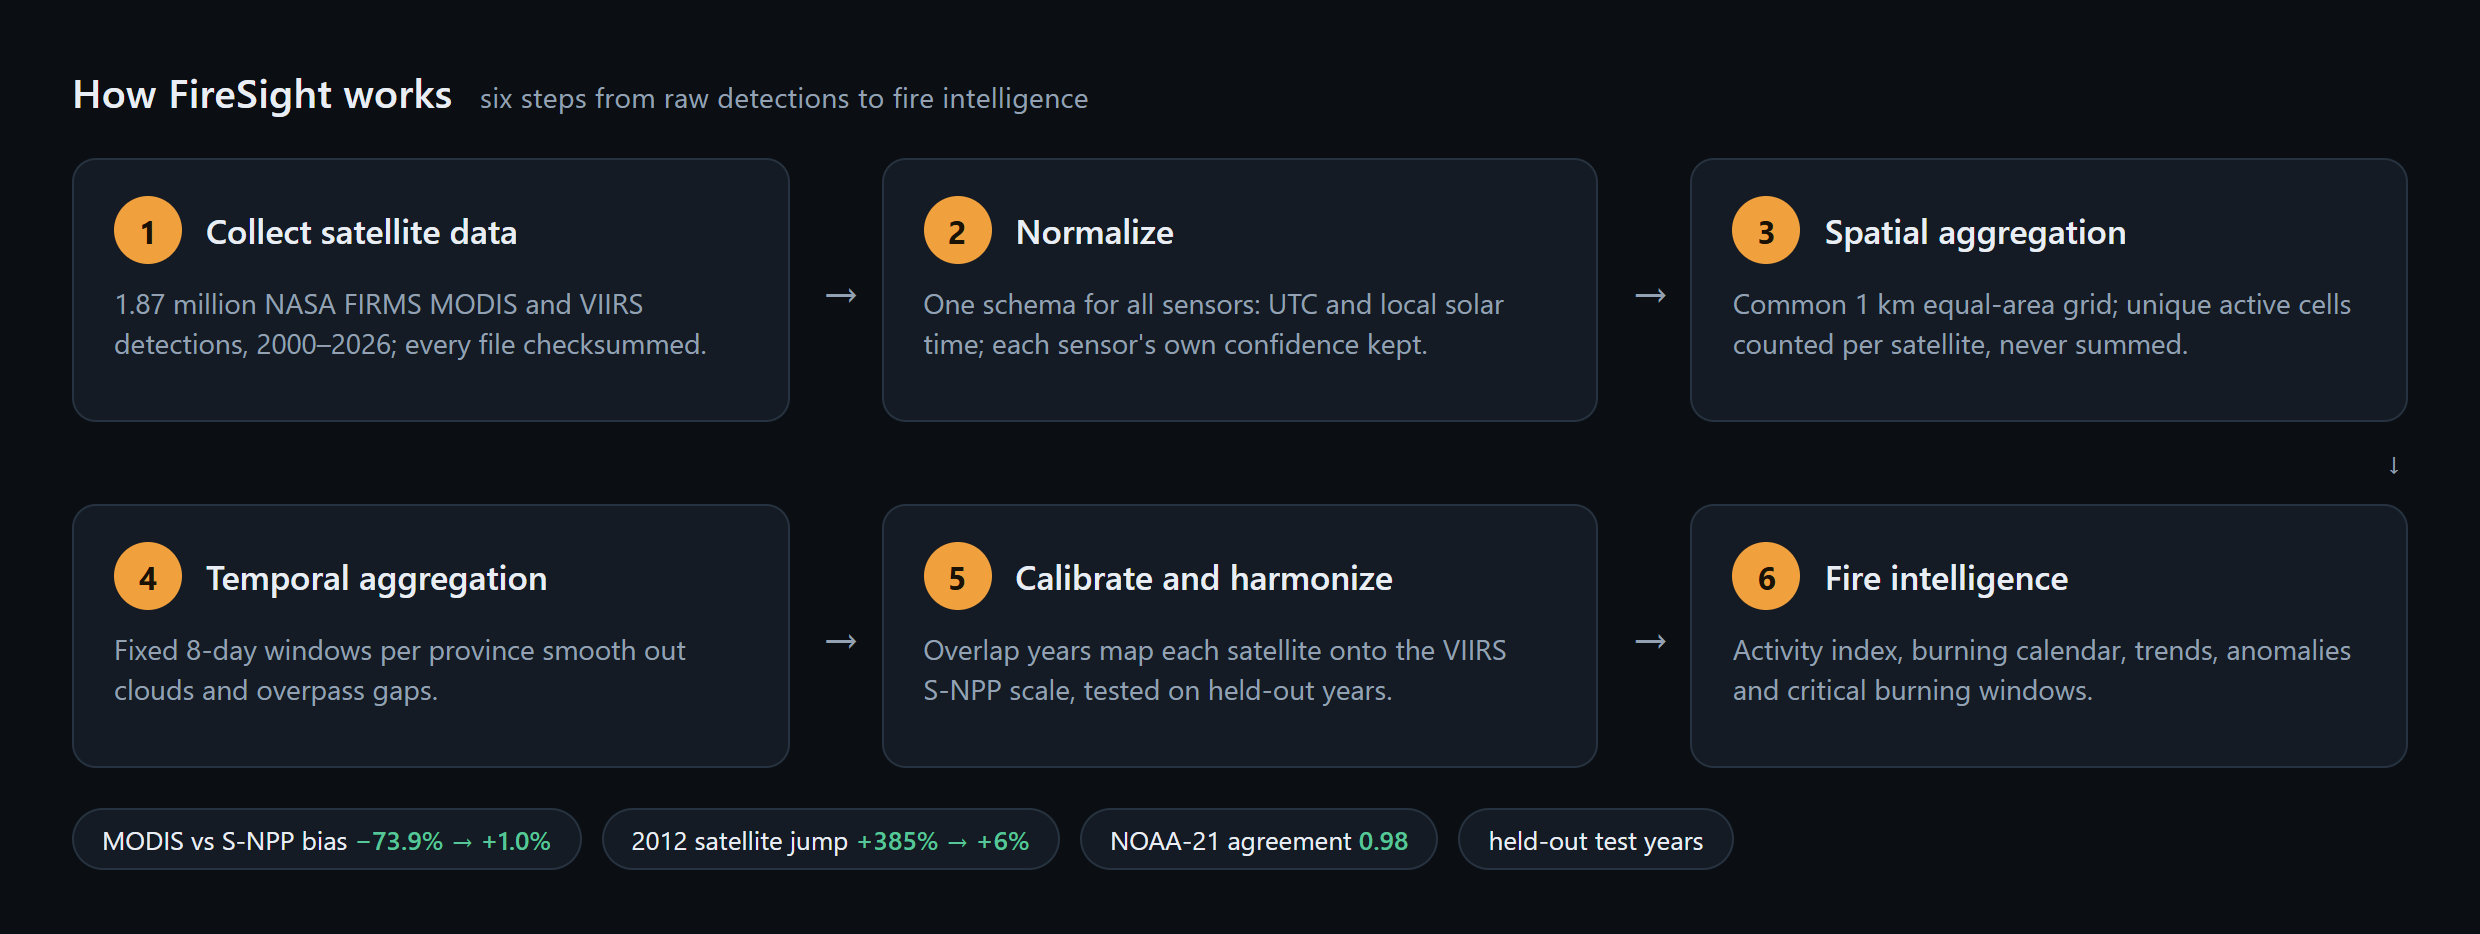 How FireSight works six steps from raw detections to fire intelligence
1 Collect satellite data
1.87 million NASA FIRMS MODIS and VIIRS
detections, 2000–2026; every file checksummed.
→
2 Normalize
One schema for all sensors: UTC and local solar
time; each sensor's own confidence kept.
→
3 Spatial aggregation
Common 1 km equal-area grid; unique active cells
counted per satellite, never summed.
↓
4 Temporal aggregation
Fixed 8-day windows per province smooth out
clouds and overpass gaps.
→
5 Calibrate and harmonize
Overlap years map each satellite onto the VIIRS
S-NPP scale, tested on held-out years.
→
6 Fire intelligence
Activity index, burning calendar, trends, anomalies
and critical burning windows.
MODIS vs S-NPP bias −73.9% → +1.0%
2012 satellite jump +385% → +6%
NOAA-21 agreement 0.98
held-out test years